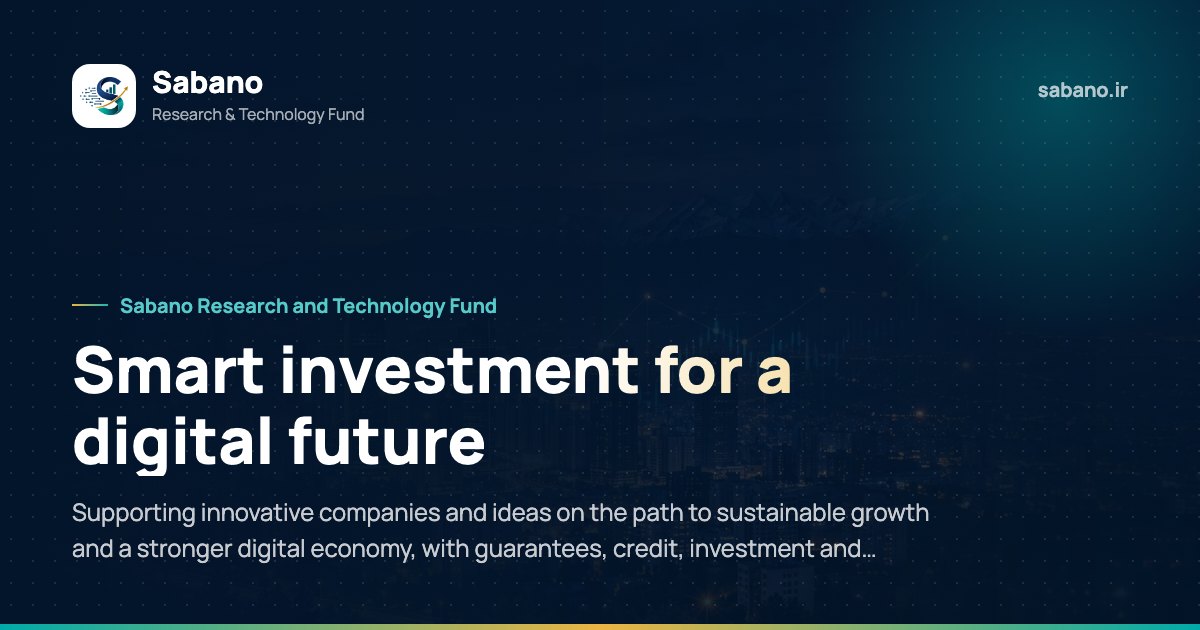 Sabano
Research & Technology Fund
sabano.ir
Sabano Research and Technology Fund
Smart investment for a
digital future
Supporting innovative companies and ideas on the path to sustainable growth
and a stronger digital economy, with guarantees, credit, investment and…